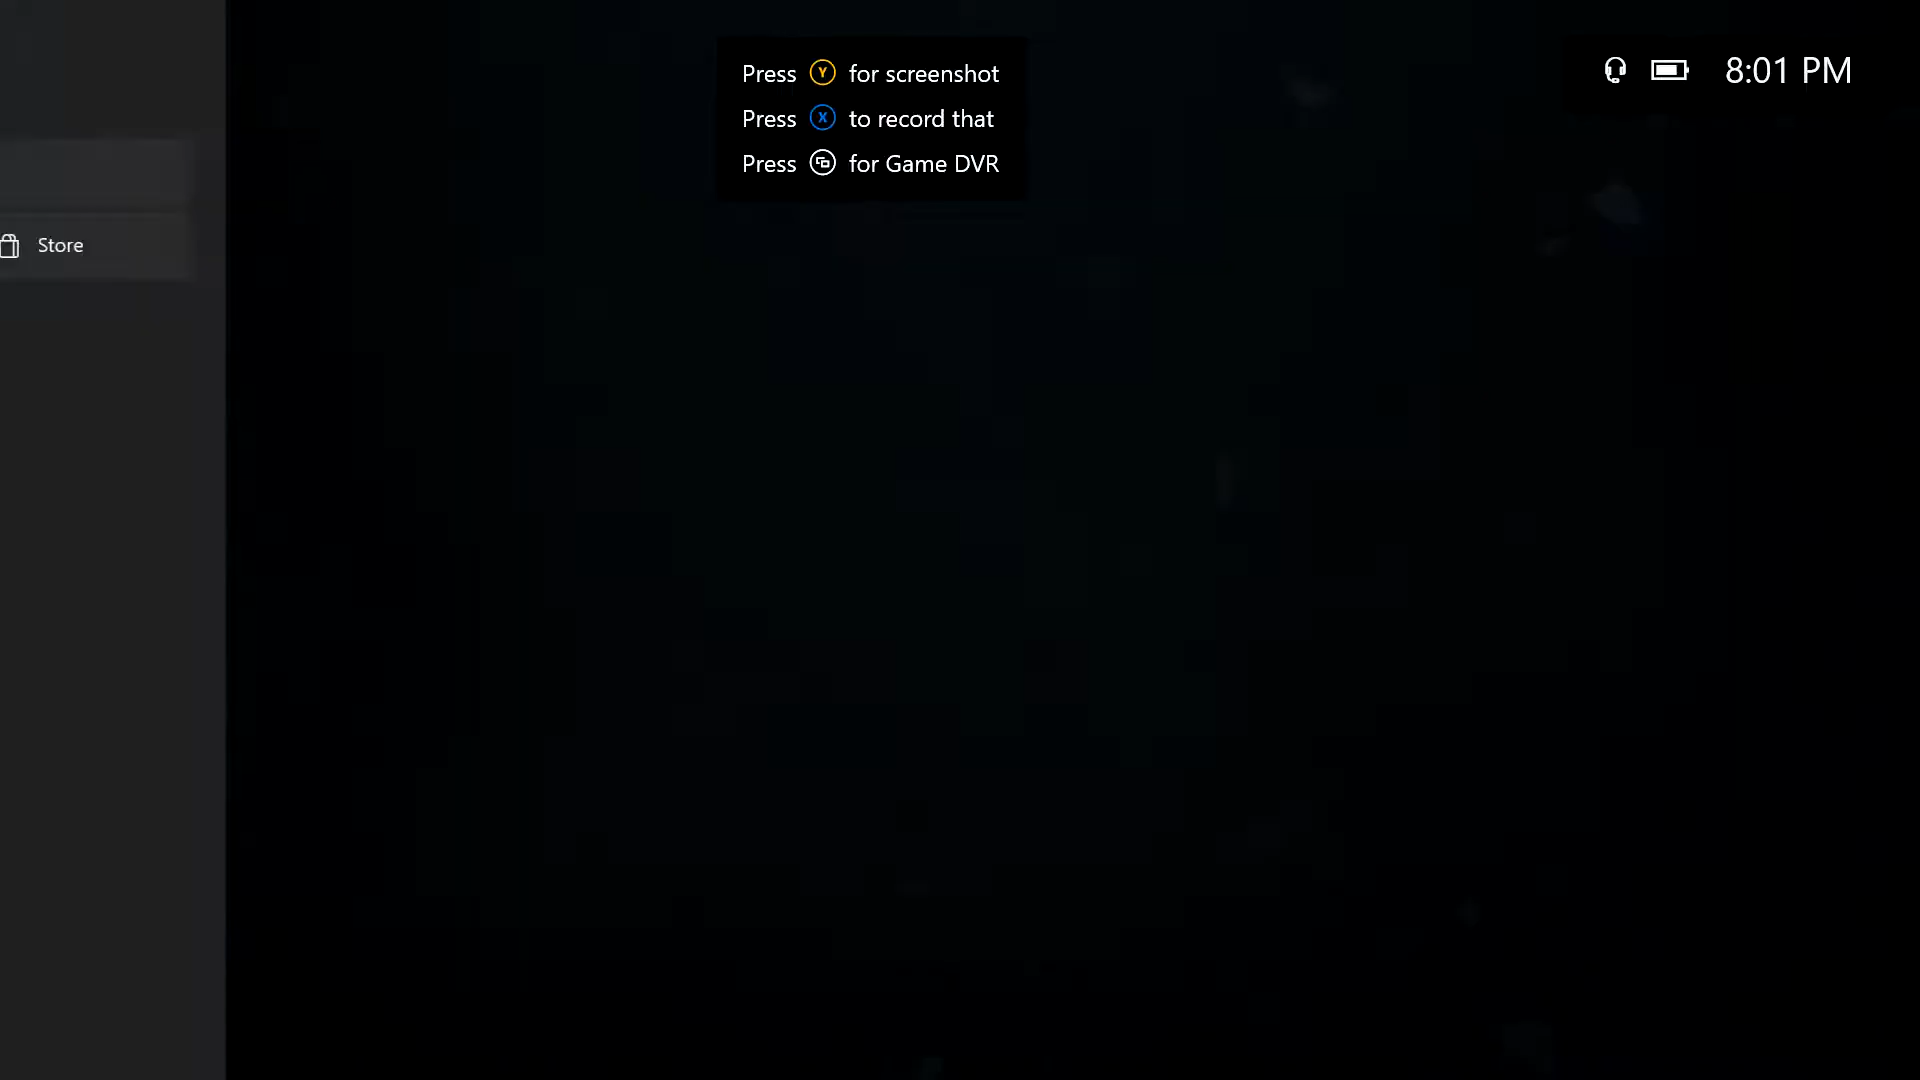 Press Y for screenshot
Press X to record that
Press for Game DVR
8:01 PM
Store